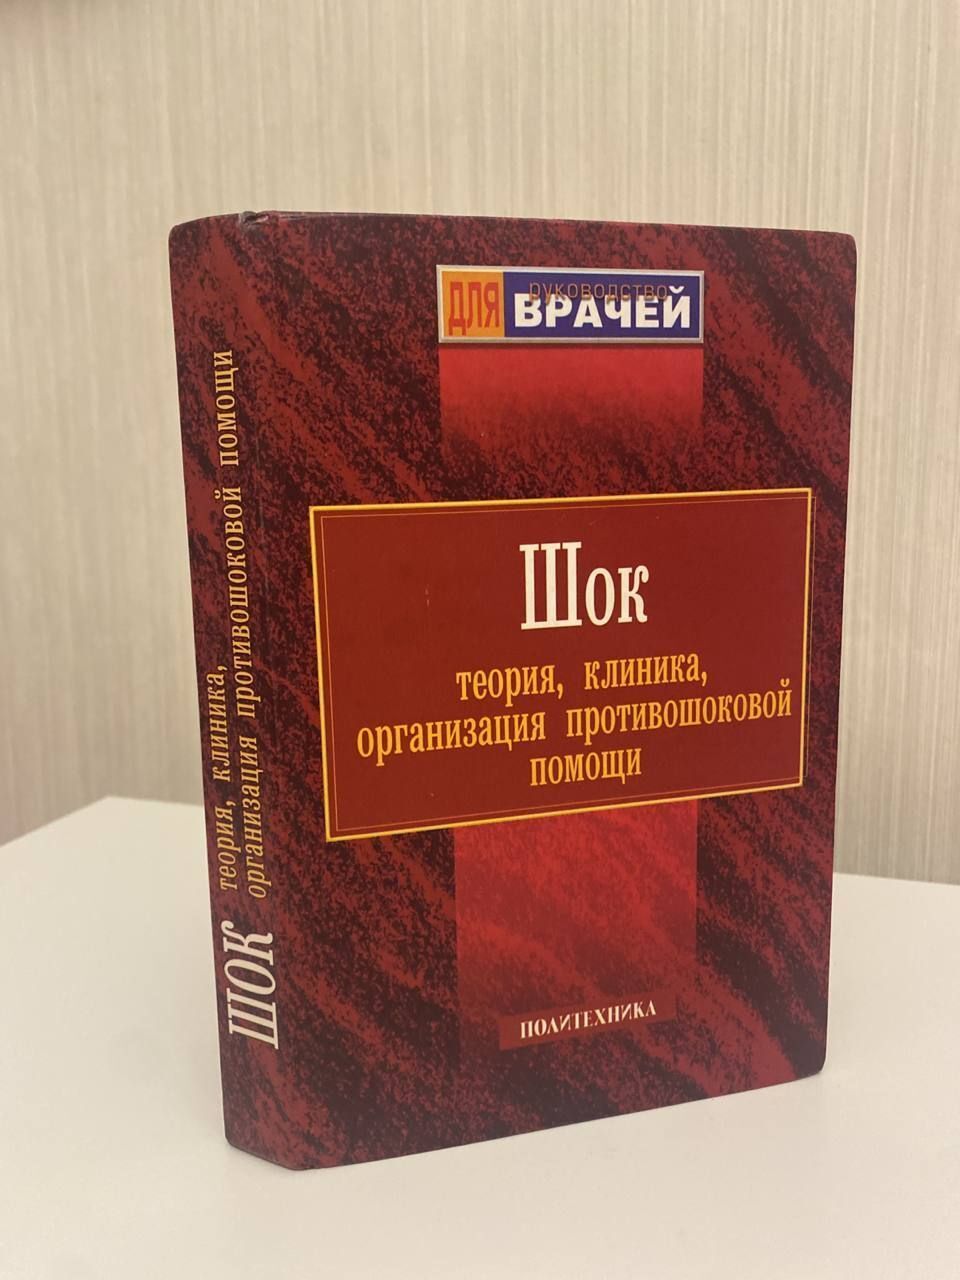 руководство
ДЛЯ ВРАЧЕЙ
Шок
теория, клиника,
организация противошоковой
помощи
ПОЛИТЕХНИКА
ШОК
теория, клиника,
организация противошоковой помощи